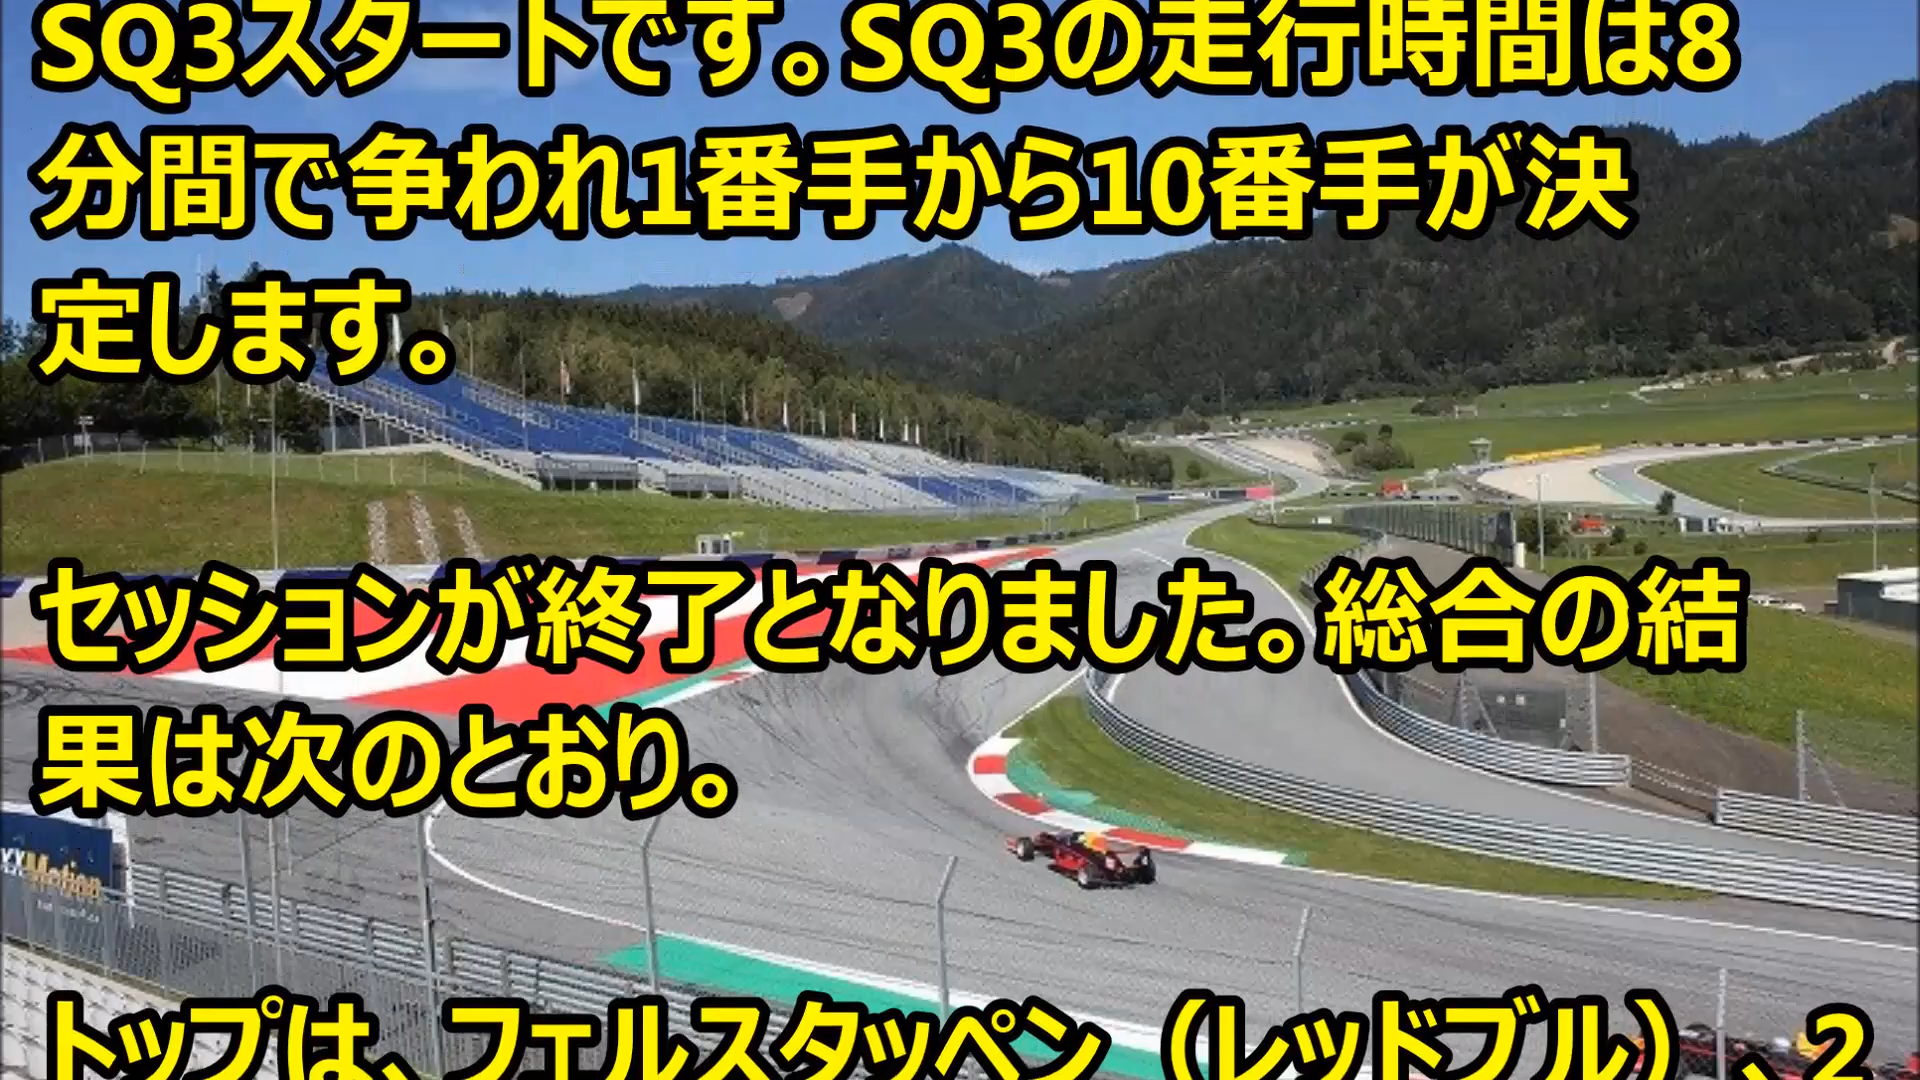 SQ3スタートです。SQ3の走行時間は8
分間で争われ1番手から10番手が決
定します。
セッションが終了となりました。総合の結
果は次のとおり。
トップは、フェルスタッペン（レッドブル）、2
Motion